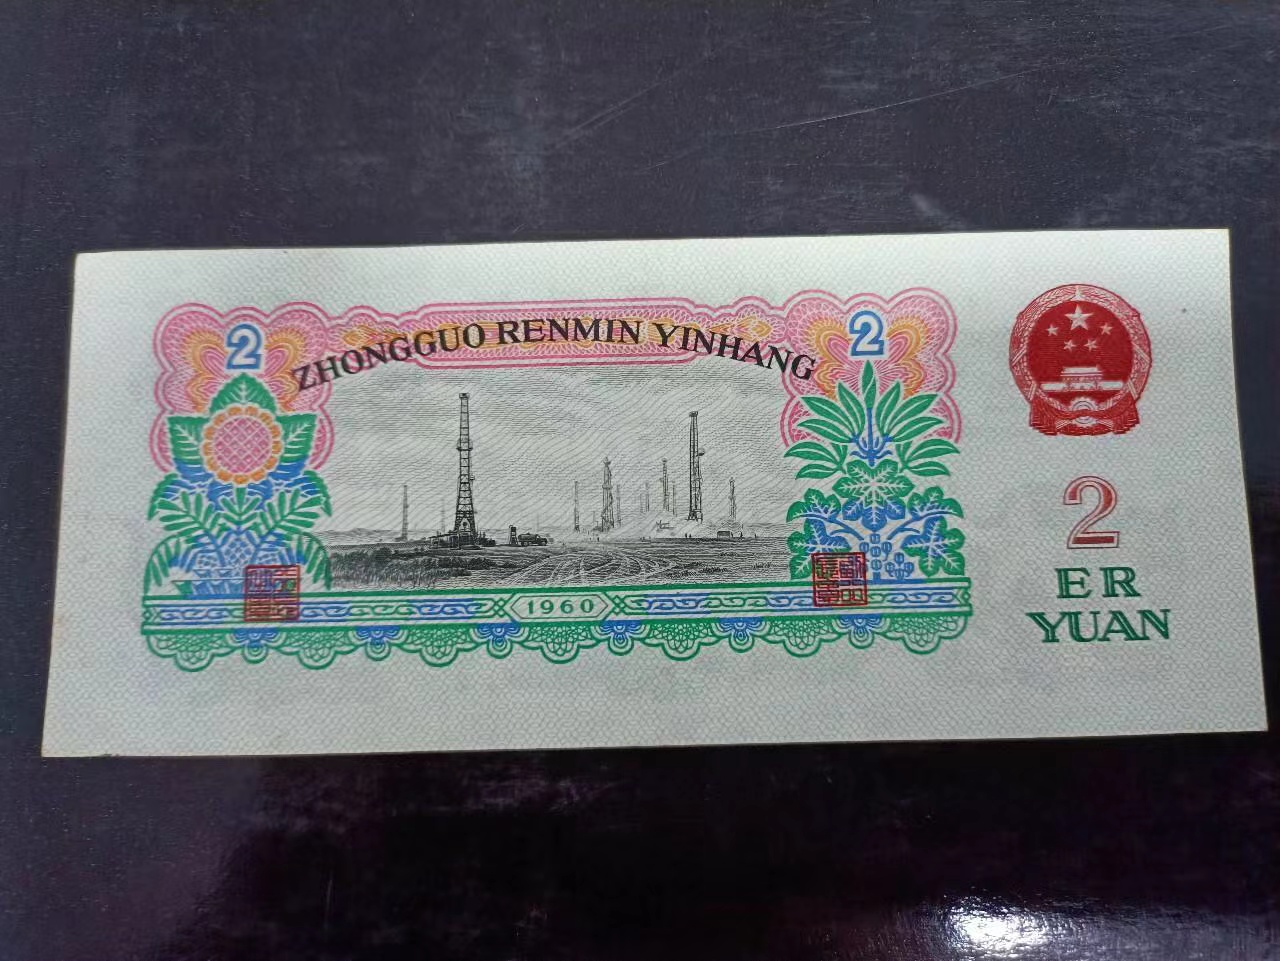 2
2
ZHONGGUO RENMIN YINHANG
1960
2
ER
YUAN